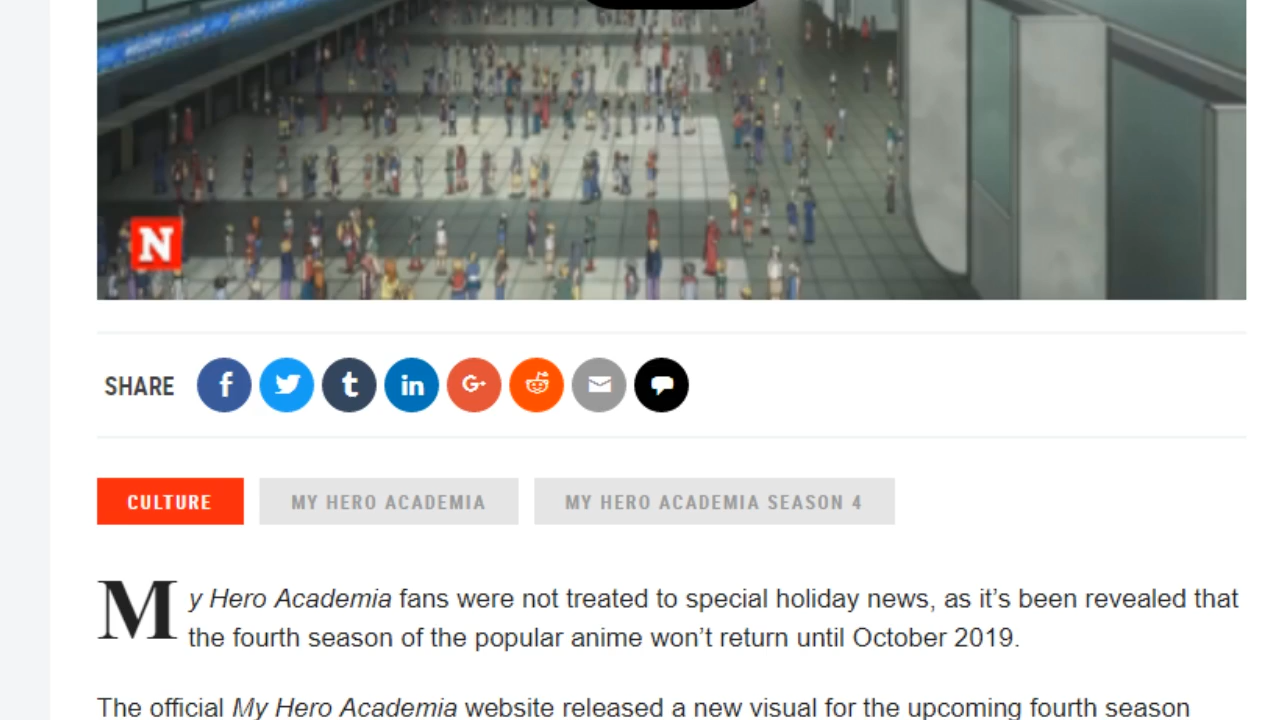 N
SHARE
CULTURE MY HERO ACADEMIA MY HERO ACADEMIA SEASON 4
My Hero Academia fans were not treated to special holiday news, as it’s been revealed that
the fourth season of the popular anime won’t return until October 2019.
The official My Hero Academia website released a new visual for the upcoming fourth season